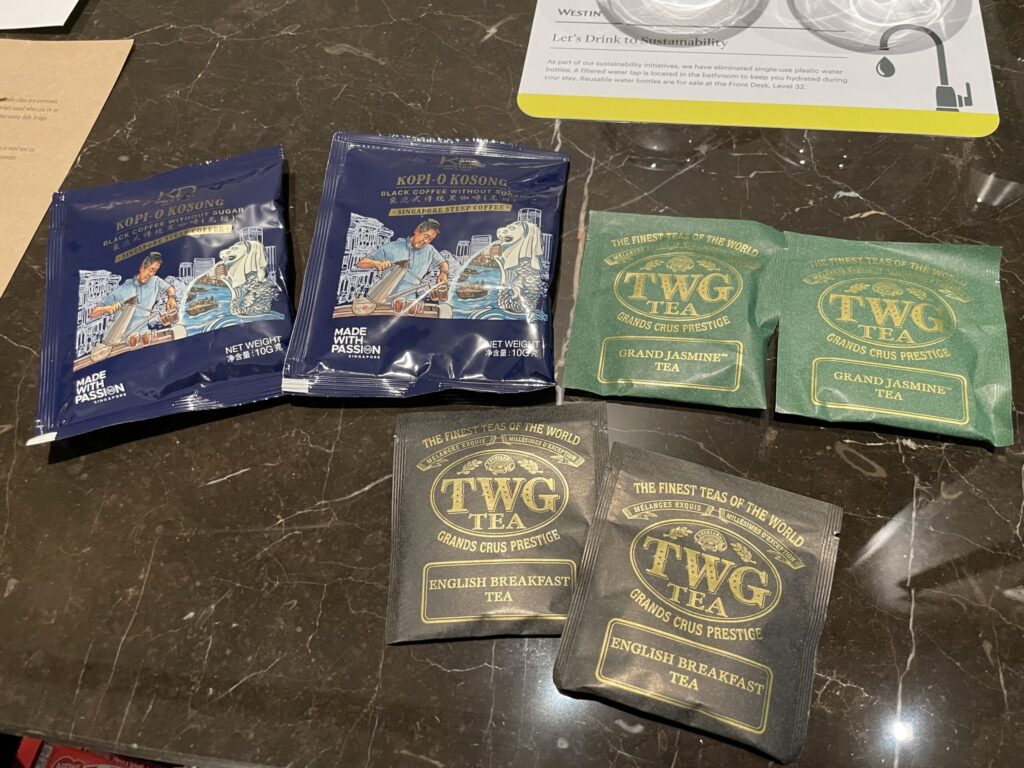 WESTIN
Let's Drink to Sustainability
As part of our sustainability initiatives, we have eliminated single-use plastic water
bottles. A filtered water tap is located in the bathroom to keep you hydrated during
your stay. Reusable water bottles are for sale at the Front Desk, Level 32.
KOPI-O KOSONG
BLACK COFFEE WITHOUT SUGAR
SINGAPORE STEEP COFFEE
MADE
WITH
PASSION
SINGAPORE
NET WEIGHT
净含量:10G克
KOPI-O KOSONG
BLACK COFFEE WITHOUT
SINGAPORE STEEP COFFEE
MADE
WITH
PASSION
SINGAPORE
NET WEIGHT
净含量:10G克
THE FINEST TEAS OF THE WORLD
TWG
TEA
GRANDS CRUS PRESTIGE
GRAND JASMINE™
TEA
THE FINEST TEAS OF THE WORLD
TWG
TEA
GRANDS CRUS PRESTIGE
GRAND JASMINE™
TEA
THE FINEST TEAS OF THE WORLD
MÉLANGES EXQUIS MILLÉSIMES D'EXCEPTION
TWG
TEA
GRANDS CRUS PRESTIGE
ENGLISH BREAKFAST
TEA
THE FINEST TEAS OF THE WORLD
MÉLANGES EXQUIS MILLÉSIMES D'EXCEPTION
TWG
TEA
GRANDS CRUS PRESTIGE
ENGLISH BREAKFAST
TEA